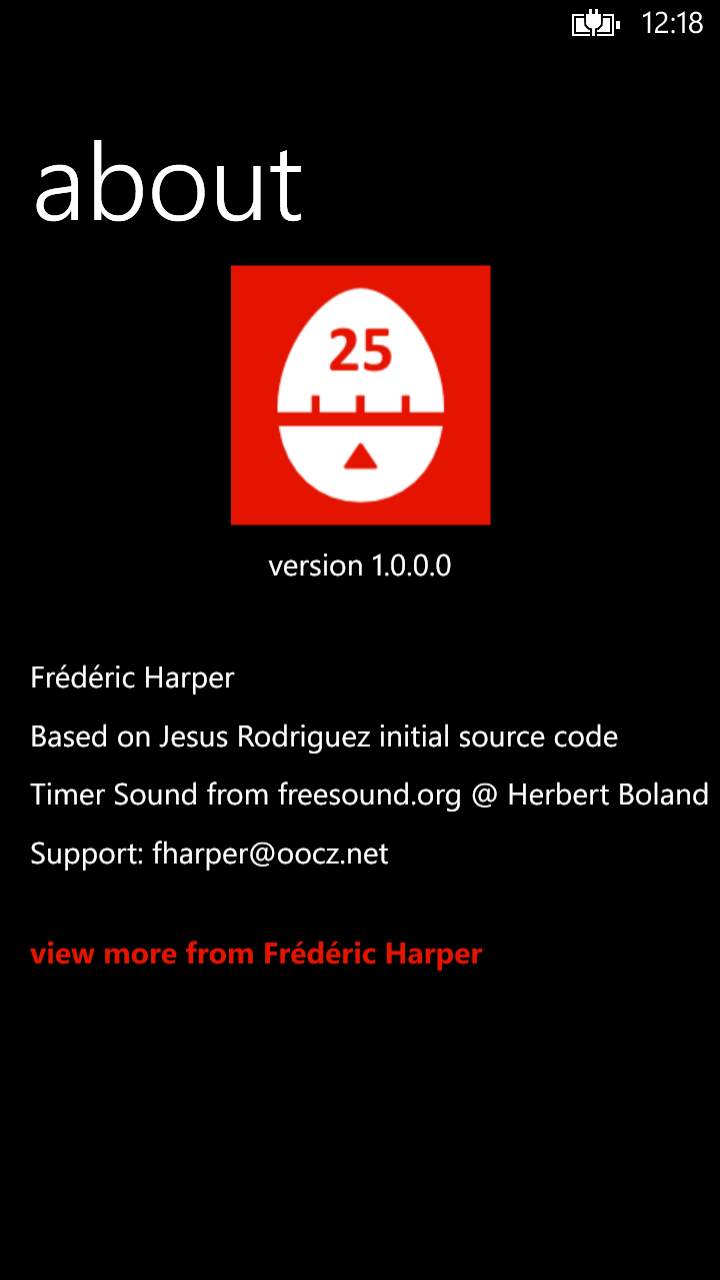 12:18
about
25
version 1.0.0.0
Frédéric Harper
Based on Jesus Rodriguez initial source code
Timer Sound from freesound.org @ Herbert Boland
Support: fharper@oocz.net
view more from Frédéric Harper